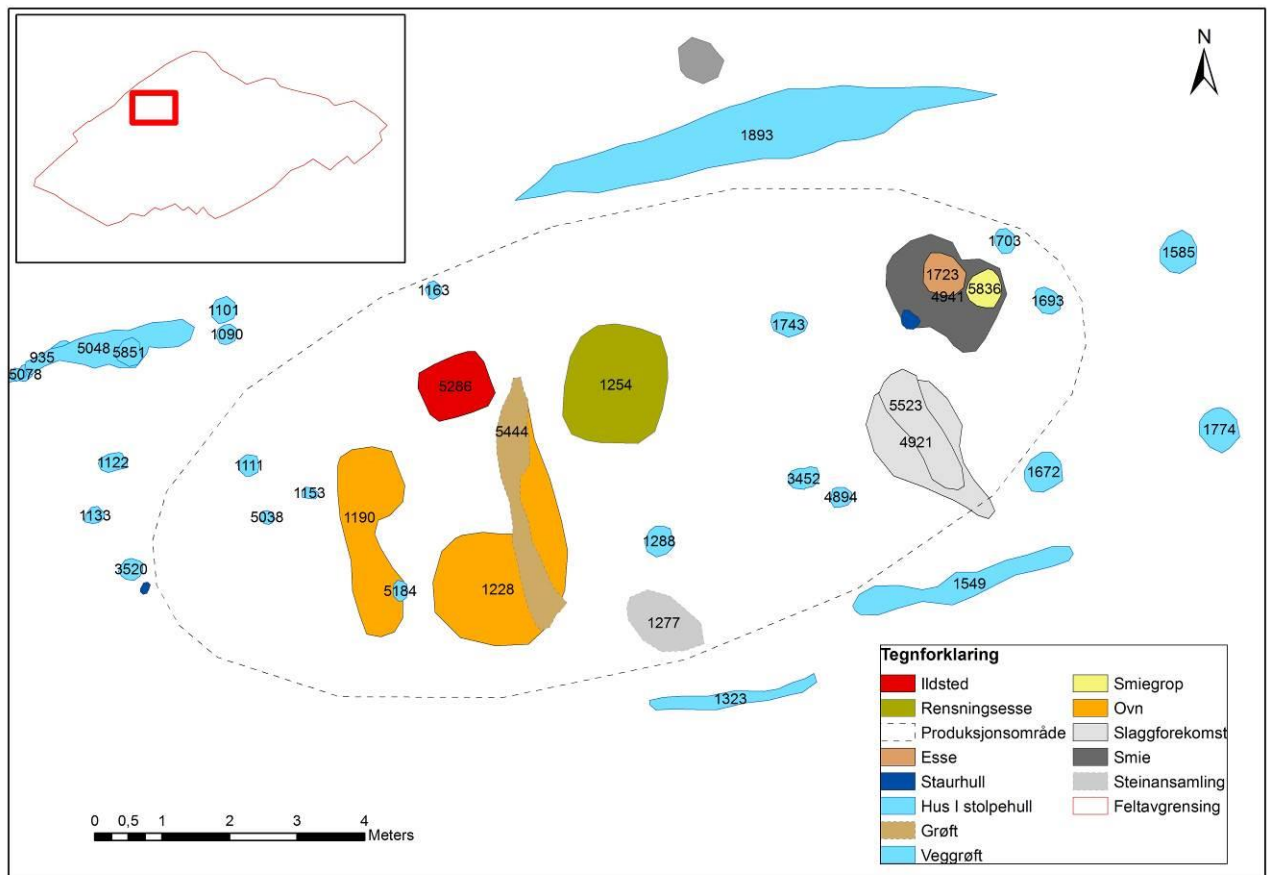 N
1893
1703
1585
1723
5836
4941
1163
1693
1101
1743
1090
5048
935
5851
5078
5286
1254
5523
5444
1774
4921
1122
1111
1672
3452
1153
4894
1133
5038
1190
1288
3520
1549
5184
1228
1277
1323
Tegnforklaring
Ildsted
Rensningsesse
Produksjonsområde
Esse
Staurhull
Hus I stolpehull
Grøft
Veggrøft
Smiegrop
Ovn
Slaggforekomst
Smie
Steinansamling
Feltavgrensing
0 0,5 1 2 3 4
Meters